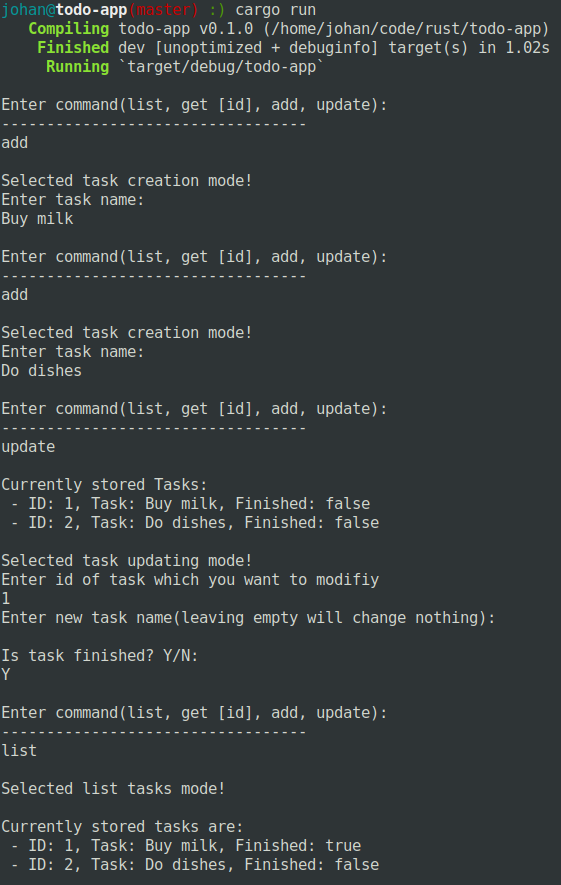 johan@todo-app(master) :) cargo run
   Compiling todo-app v0.1.0 (/home/johan/code/rust/todo-app)
    Finished dev [unoptimized + debuginfo] target(s) in 1.02s
     Running `target/debug/todo-app`

Enter command(list, get [id], add, update):
----------------------------------
add

Selected task creation mode!
Enter task name:
Buy milk

Enter command(list, get [id], add, update):
----------------------------------
add

Selected task creation mode!
Enter task name:
Do dishes

Enter command(list, get [id], add, update):
----------------------------------
update

Currently stored Tasks:
 - ID: 1, Task: Buy milk, Finished: false
 - ID: 2, Task: Do dishes, Finished: false

Selected task updating mode!
Enter id of task which you want to modifiy
1
Enter new task name(leaving empty will change nothing):

Is task finished? Y/N:
Y

Enter command(list, get [id], add, update):
----------------------------------
list

Selected list tasks mode!

Currently stored tasks are:
 - ID: 1, Task: Buy milk, Finished: true
 - ID: 2, Task: Do dishes, Finished: false